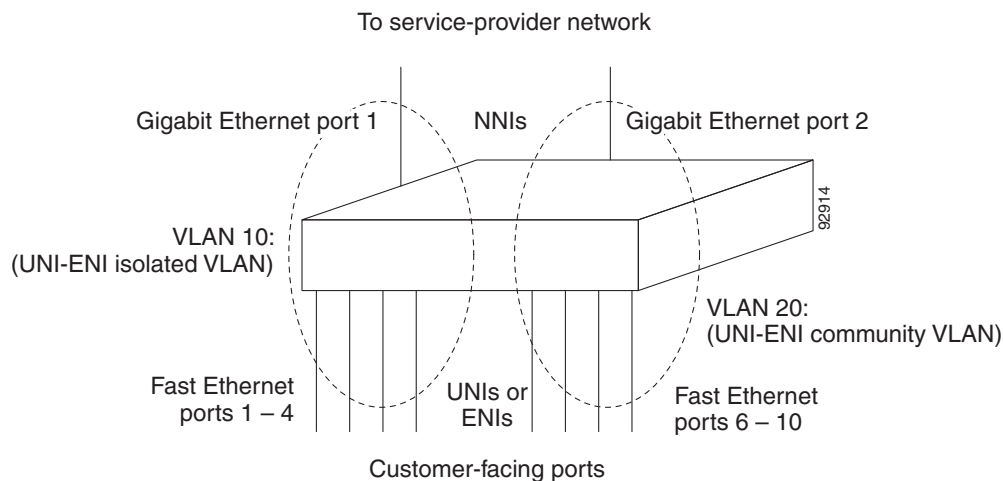 To service-provider network
Gigabit Ethernet port 1
NNIs
Gigabit Ethernet port 2
92914
VLAN 10:
(UNI-ENI isolated VLAN)
VLAN 20:
(UNI-ENI community VLAN)
Fast Ethernet
ports 1 – 4
UNIs or
ENIs
Fast Ethernet
ports 6 – 10
Customer-facing ports